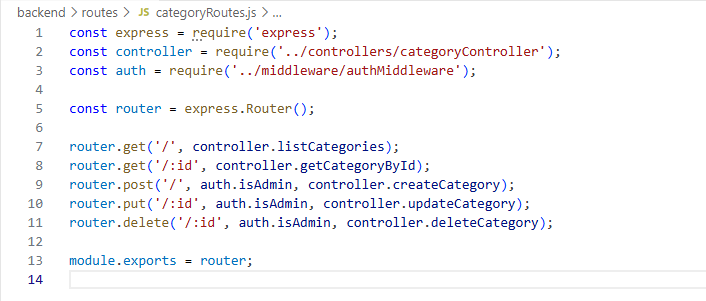 backend > routes > JS categoryRoutes.js > ...
1 const express = require('express');
2 const controller = require('../controllers/categoryController');
3 const auth = require('../middleware/authMiddleware');
4
5 const router = express.Router();
6
7 router.get('/', controller.listCategories);
8 router.get('/:id', controller.getCategoryById);
9 router.post('/', auth.isAdmin, controller.createCategory);
10 router.put('/:id', auth.isAdmin, controller.updateCategory);
11 router.delete('/:id', auth.isAdmin, controller.deleteCategory);
12
13 module.exports = router;
14